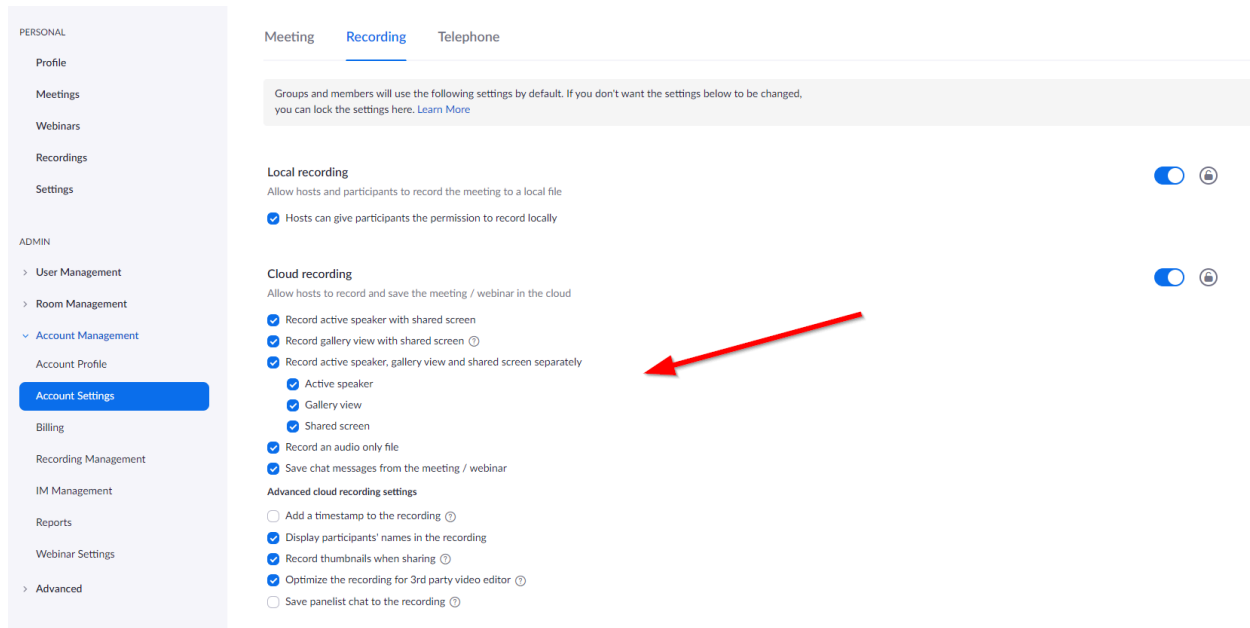 PERSONAL
Profile
Meetings
Webinars
Recordings
Settings
ADMIN
User Management
Room Management
Account Management
Account Profile
Account Settings
Billing
Recording Management
IM Management
Reports
Webinar Settings
Advanced
Meeting Recording Telephone
Groups and members will use the following settings by default. If you don't want the settings below to be changed,
you can lock the settings here. Learn More
Local recording
Allow hosts and participants to record the meeting to a local file
Hosts can give participants the permission to record locally
Cloud recording
Allow hosts to record and save the meeting / webinar in the cloud
Record active speaker with shared screen
Record gallery view with shared screen ?
Record active speaker, gallery view and shared screen separately
Active speaker
Gallery view
Shared screen
Record an audio only file
Save chat messages from the meeting / webinar
Advanced cloud recording settings
Add a timestamp to the recording ?
Display participants' names in the recording
Record thumbnails when sharing ?
Optimize the recording for 3rd party video editor ?
Save panelist chat to the recording ?